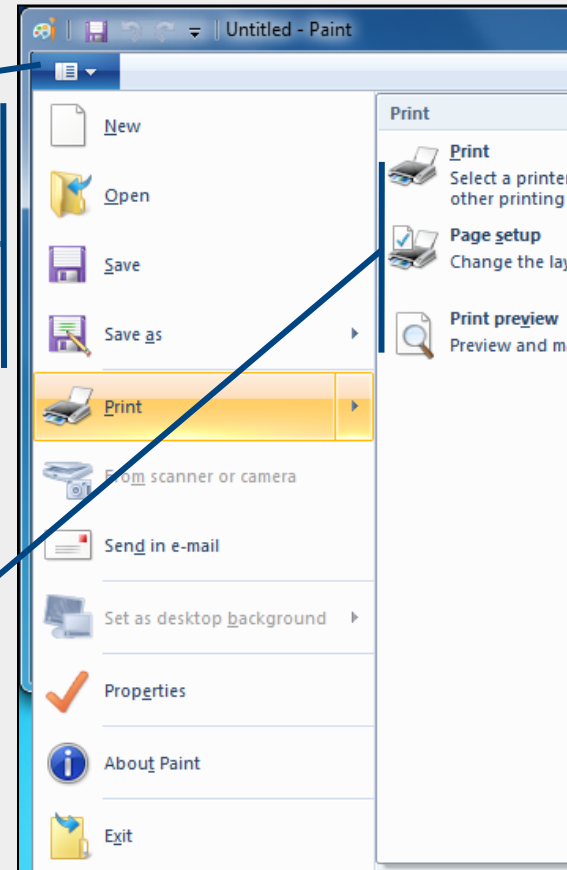 Untitled - Paint
New
Open
Save
Save as
Print
From scanner or camera
Send in e-mail
Set as desktop background
Properties
About Paint
Exit
Print
Print
Select a printer
other printing
Page setup
Change the lay
Print preview
Preview and ma